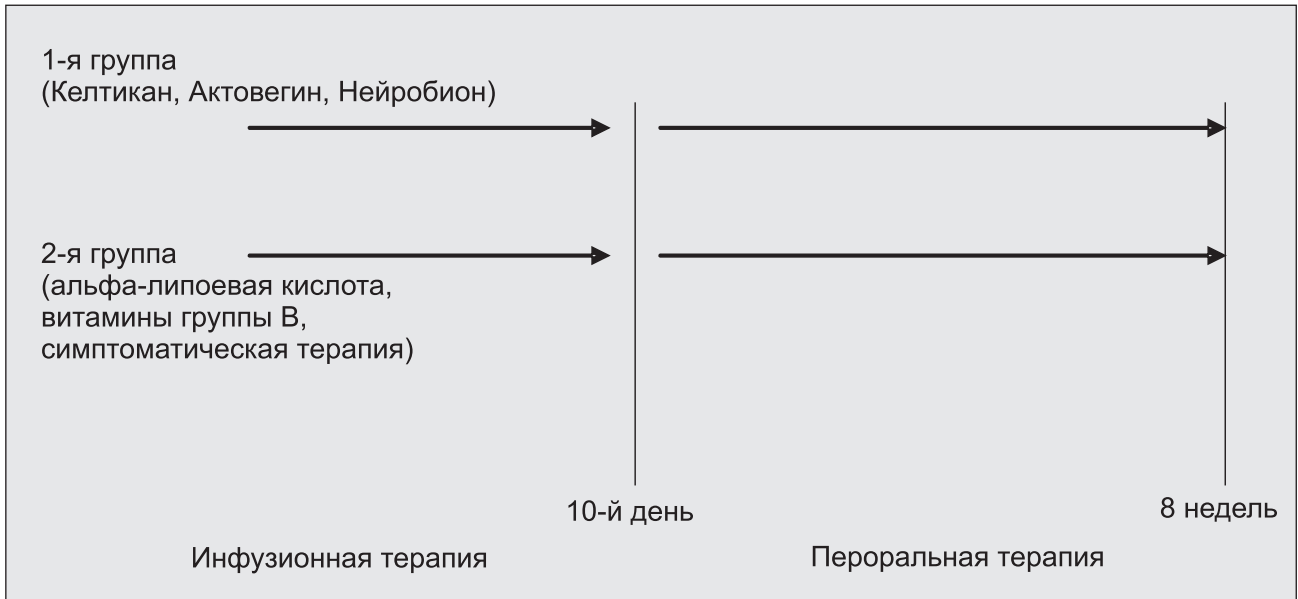 1-я группа
(Келтикан, Актовегин, Нейробион)
2-я группа
(альфа-липоевая кислота,
витамины группы В,
симптоматическая терапия)
10-й день
8 недель
Инфузионная терапия
Пероральная терапия